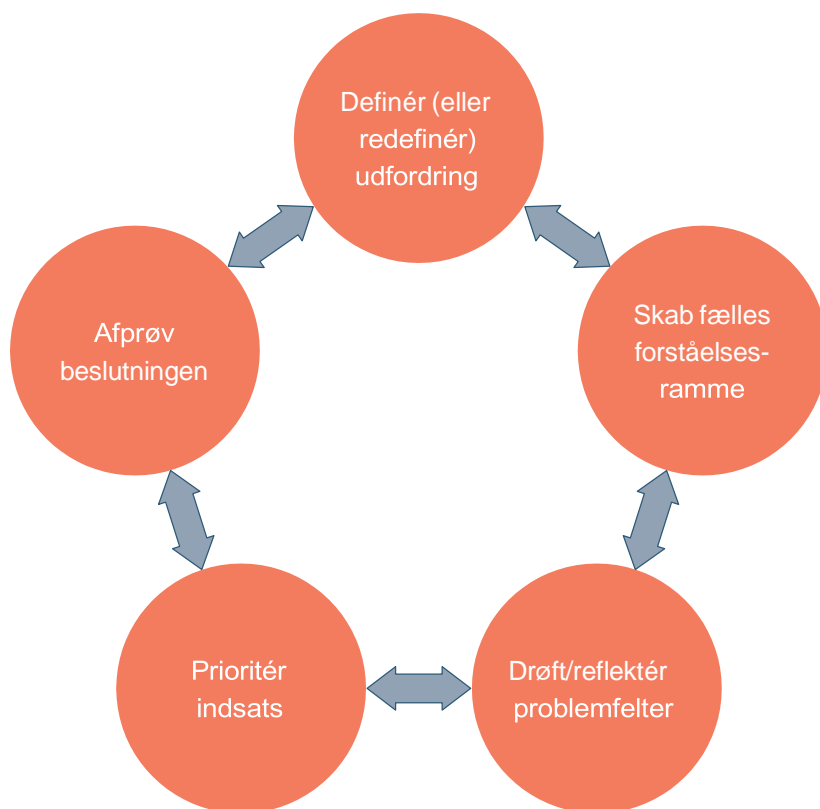 Definér (eller
redefinér)
udfordring
Skab fælles
forståelses-
ramme
Drøft/reflektér
problemfelter
Prioritér
indsats
Afprøv
beslutningen